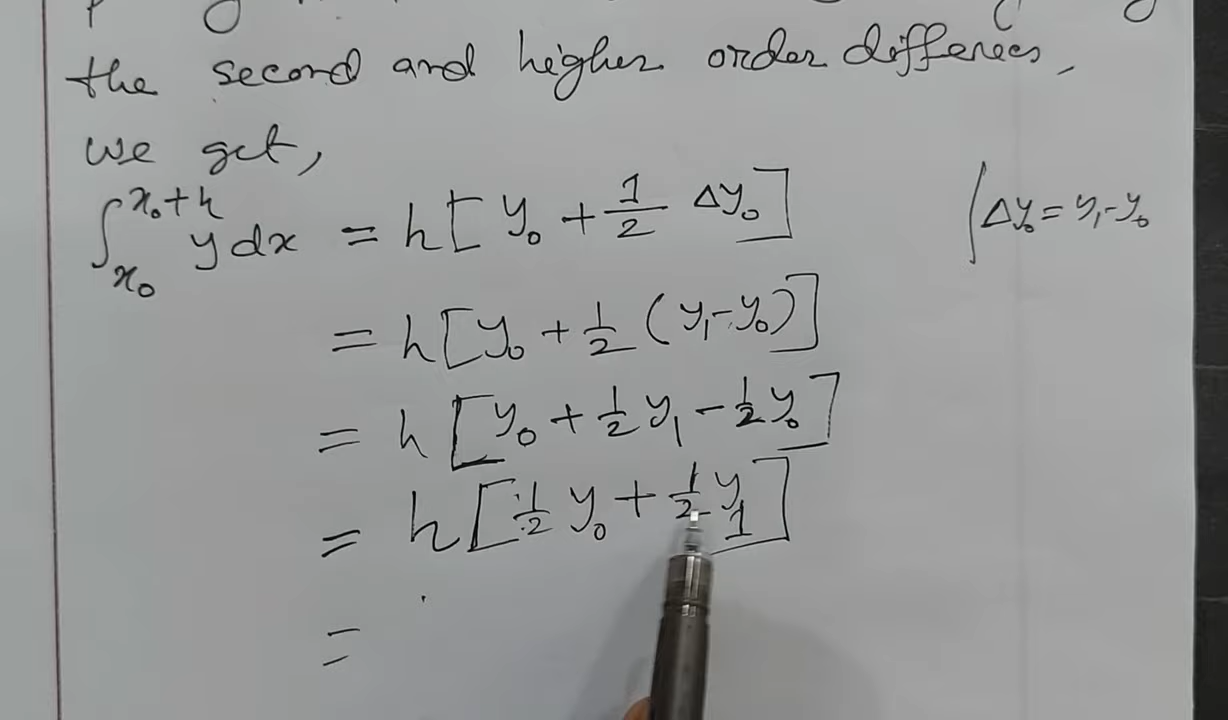 the second and higher order differences,
we get,
∫_{x₀}^{x₀+h} y dx = h[y₀ + 1/2 Δy₀]
Δy₀ = y₁ - y₀
= h[y₀ + 1/2 (y₁ - y₀)]
= h[y₀ + 1/2 y₁ - 1/2 y₀]
= h[1/2 y₀ + 1/2 y₁]
=